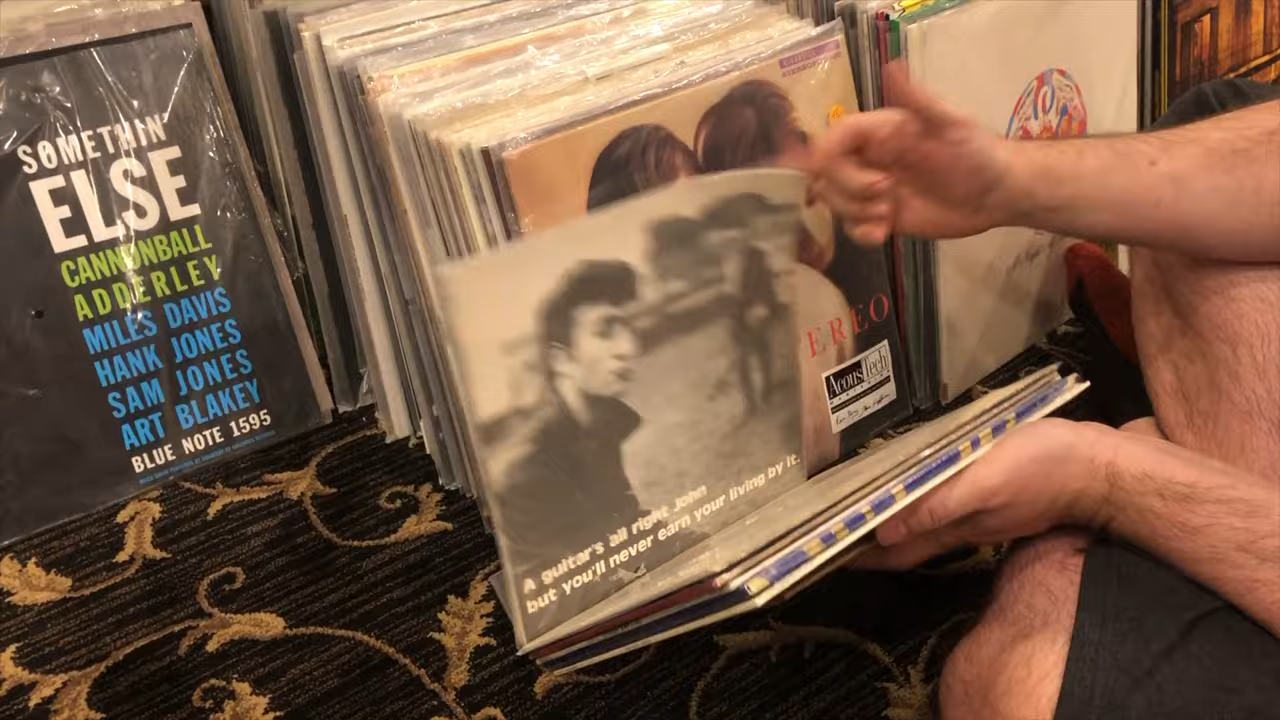 SOMETHIN'
ELSE
CANNONBALL
ADDERLEY
MILES DAVIS
HANK JONES
SAM JONES
ART BLAKEY
BLUE NOTE 1595
EREO
AcousTech
A guitar's all right John
but you'll never earn your living by it.